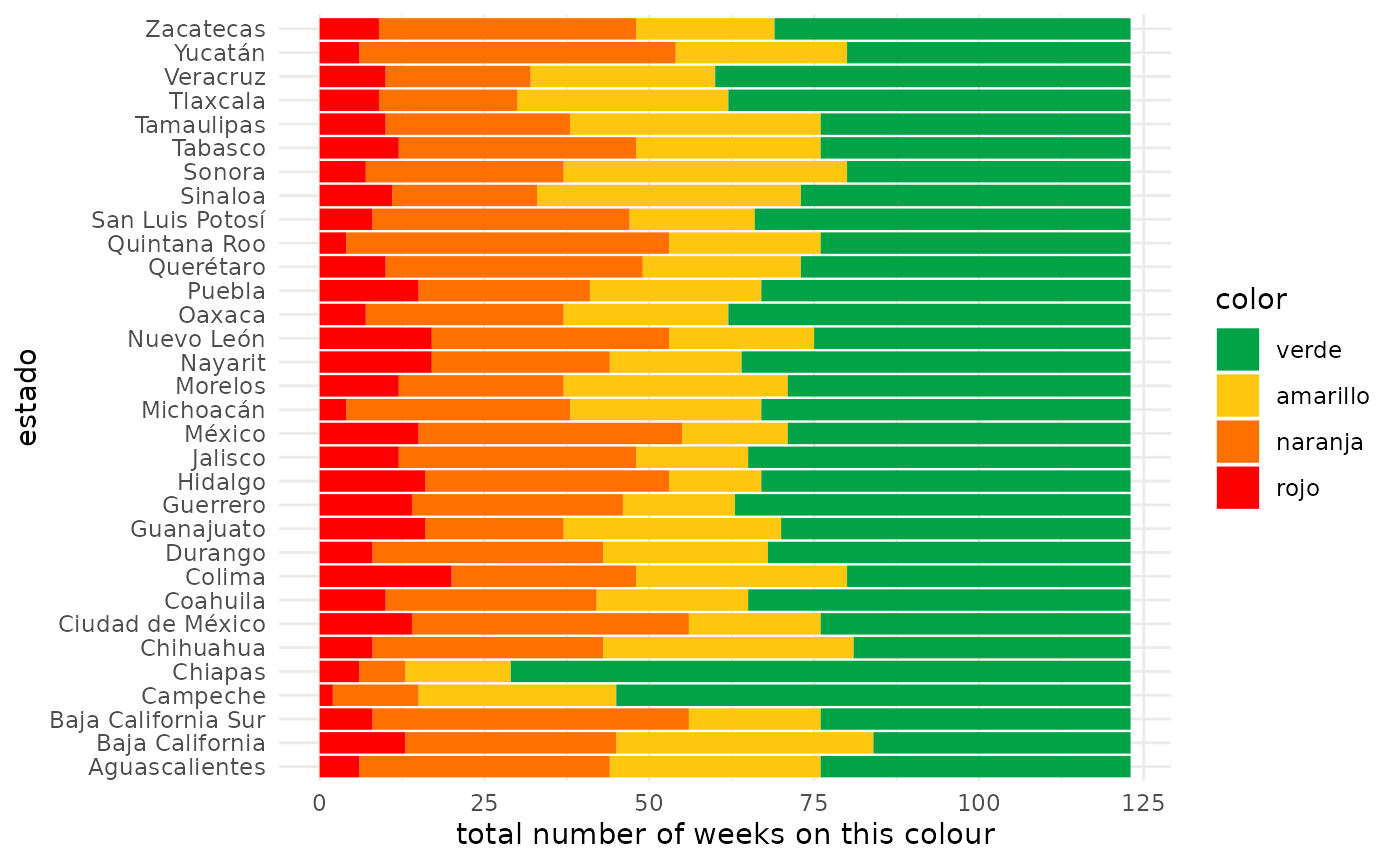 estado
Zacatecas
Yucatán
Veracruz
Tlaxcala
Tamaulipas
Tabasco
Sonora
Sinaloa
San Luis Potosí
Quintana Roo
Querétaro
Puebla
Oaxaca
Nuevo León
Nayarit
Morelos
Michoacán
México
Jalisco
Hidalgo
Guerrero
Guanajuato
Durango
Colima
Coahuila
Ciudad de México
Chihuahua
Chiapas
Campeche
Baja California Sur
Baja California
Aguascalientes
0 25 50 75 100 125
total number of weeks on this colour
color
verde
amarillo
naranja
rojo